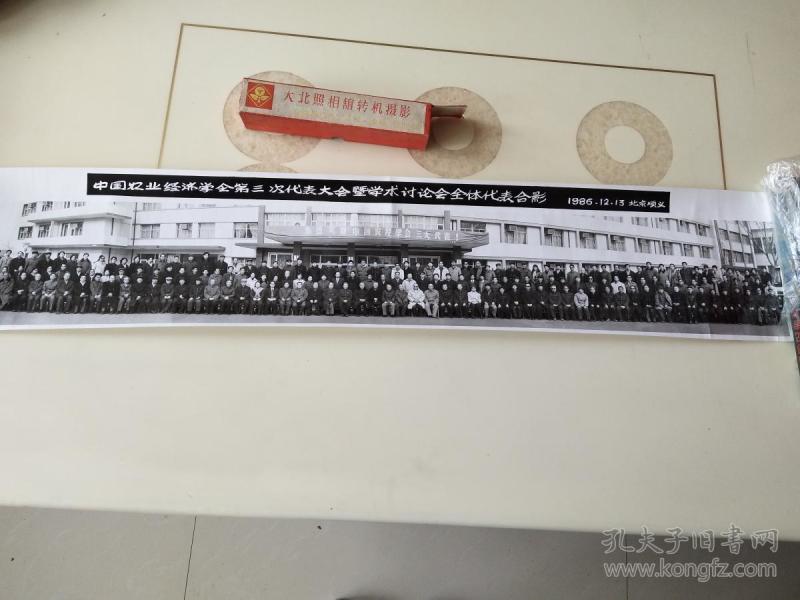 大北照相馆转机摄影
中国农业经济学会第三次代表大会暨学术讨论会全体代表合影 1986.12.13 北京顺义
孔夫子旧书网
www.kongfz.com